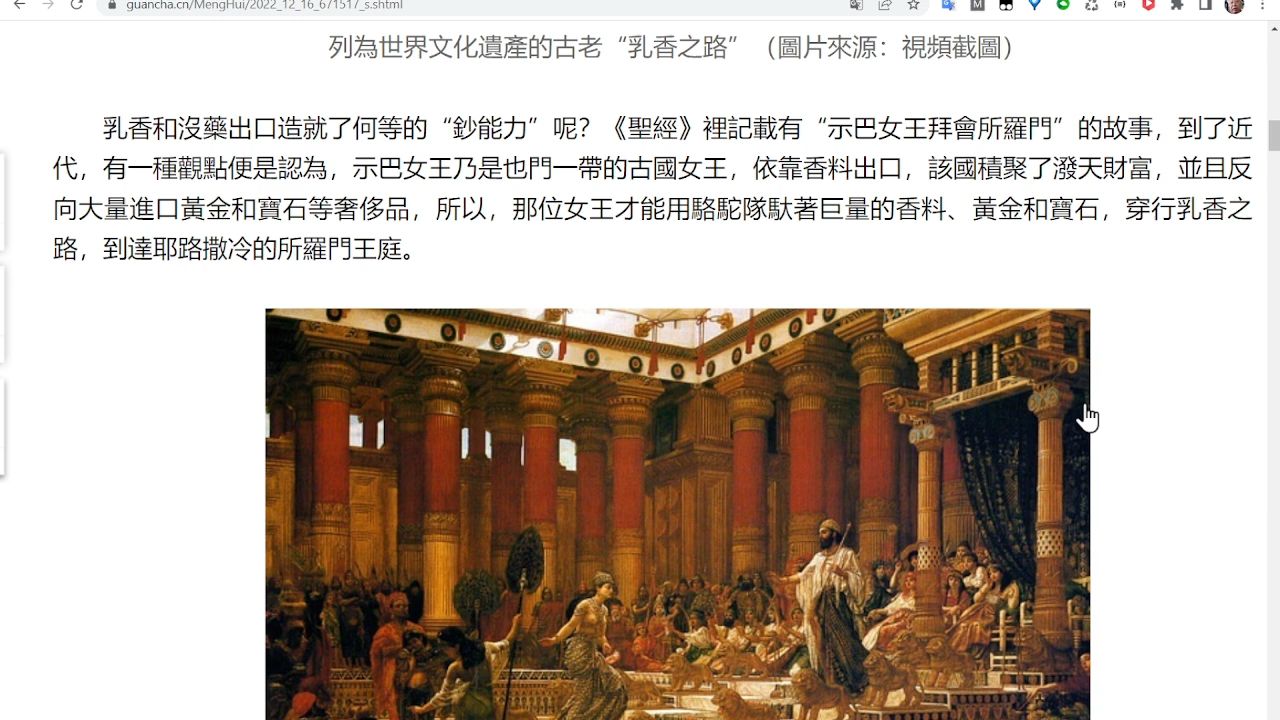 guancha.cn/MengHui/2022_12_16_671517_s.shtml
列為世界文化遺產的古老“乳香之路”（圖片來源：視頻截圖）
乳香和沒藥出口造就了何等的“鈔能力”呢？《聖經》裡記載有“示巴女王拜會所羅門”的故事，到了近
代，有一種觀點便是認為，示巴女王乃是也門一帶的古國女王，依靠香料出口，該國積聚了潑天財富，並且反
向大量進口黃金和寶石等奢侈品，所以，那位女王才能用駱駝隊馱著巨量的香料、黃金和寶石，穿行乳香之
路，到達耶路撒冷的所羅門王庭。